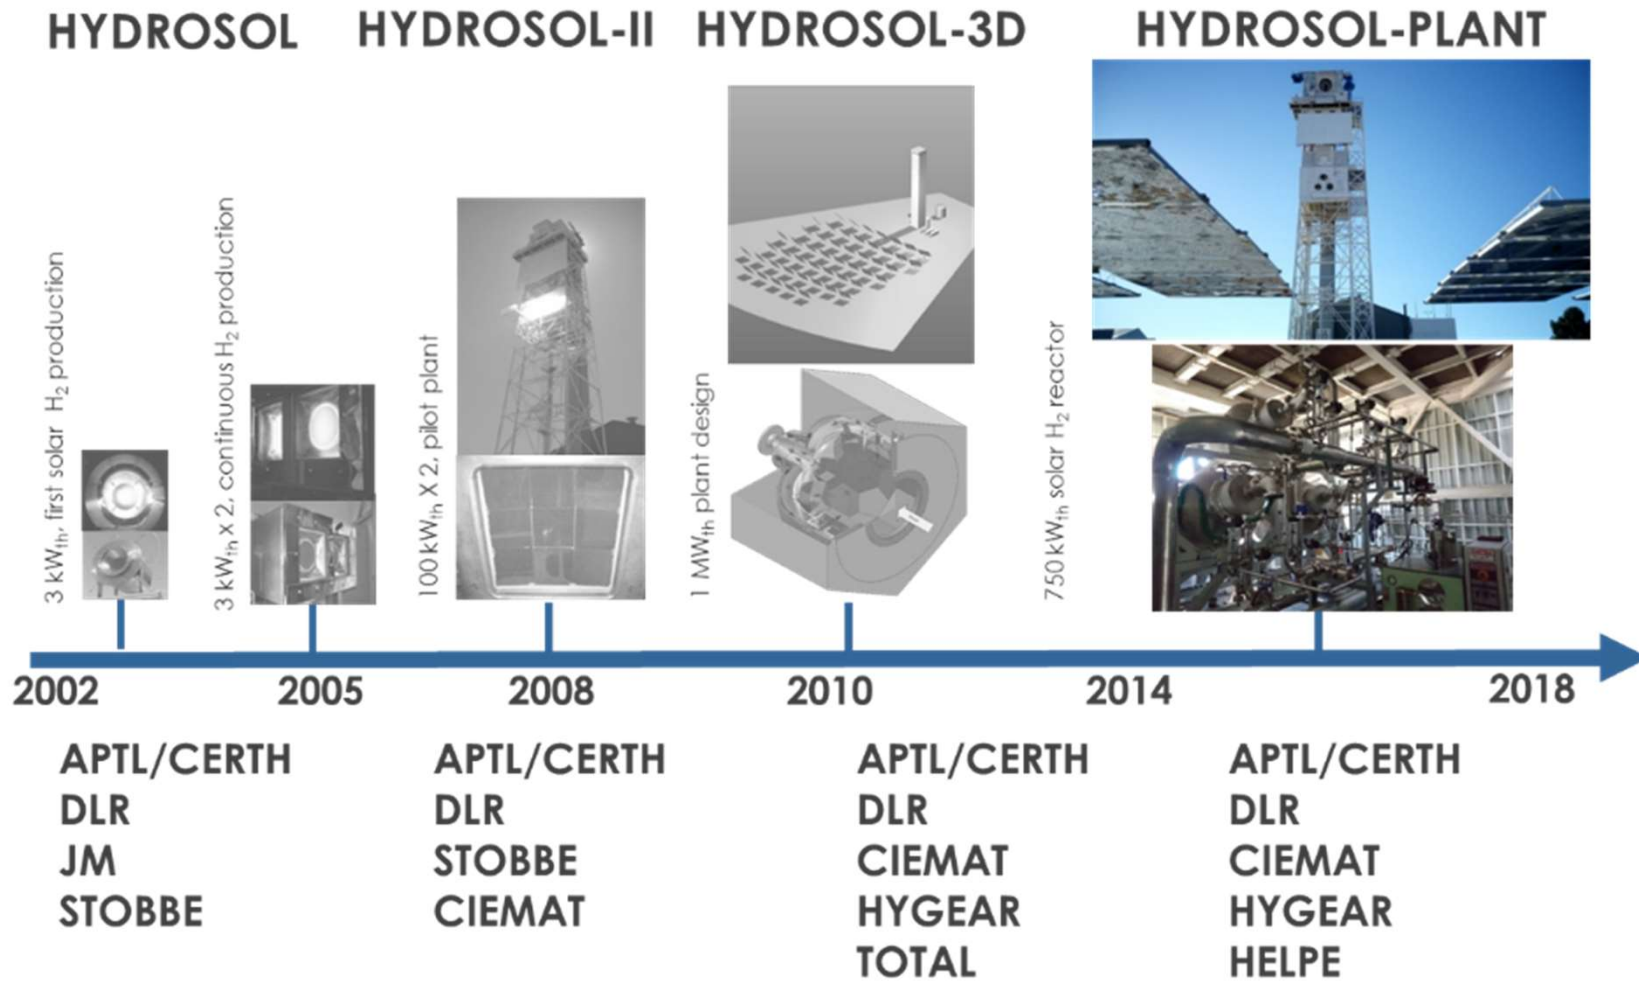 HYDROSOL
HYDROSOL-II
HYDROSOL-3D
HYDROSOL-PLANT
3 kWth, first solar H2 production
3 kWth x 2, continuous H2 production
100 kWth X 2, pilot plant
1 MWth plant design
750 kWth solar H2 reactor
2002
2005
2008
2010
2014
2018
APTL/CERTH
DLR
JM
STOBBE
APTL/CERTH
DLR
STOBBE
CIEMAT
APTL/CERTH
DLR
CIEMAT
HYGEAR
TOTAL
APTL/CERTH
DLR
CIEMAT
HYGEAR
HELPE